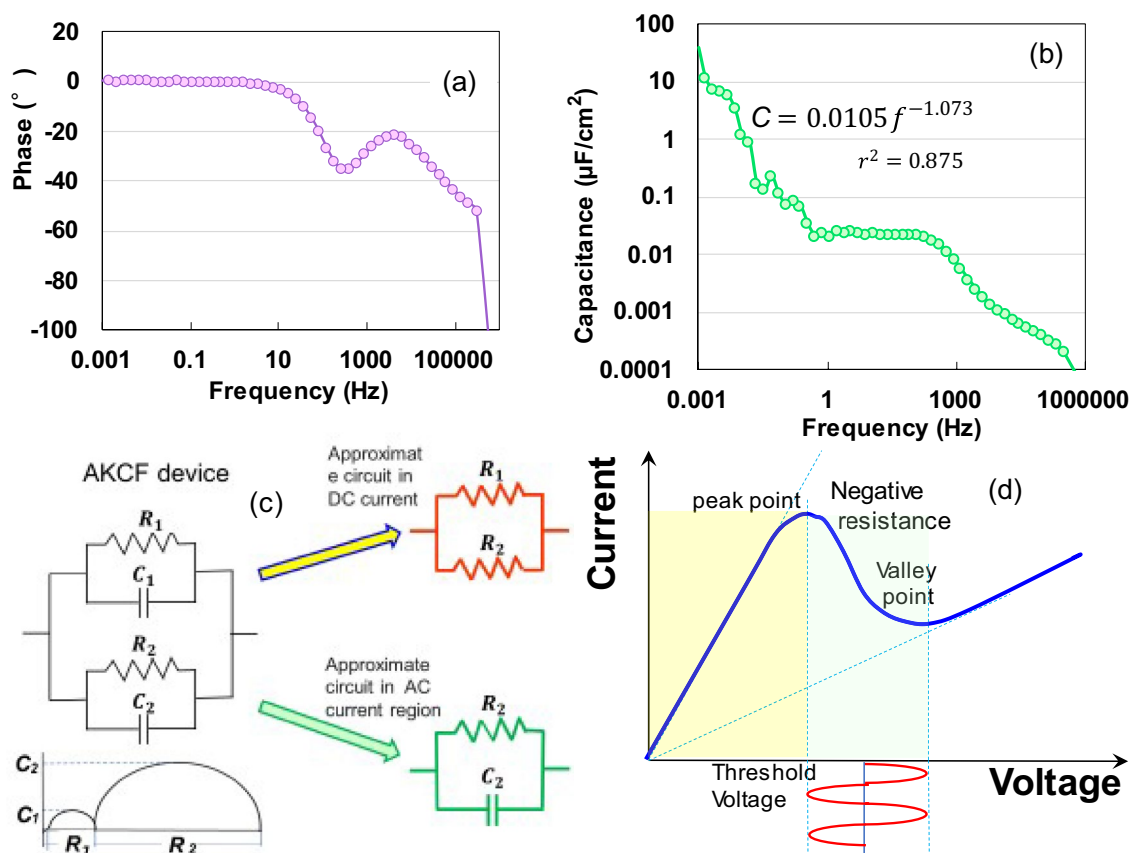 20
0
-20
-40
-60
-80
-100
Phase (°)
(a)
0.001 0.1 10 1000 100000
Frequency (Hz)
100
10
1
0.1
0.01
0.001
0.0001
Capacitance (µF/cm²)
(b)
C = 0.0105f^−1.073
r² = 0.875
0.001 1 1000 1000000
Frequency (Hz)
AKCF device
(c)
R₁
C₁
R₂
C₂
Approximat
e circuit in
DC current
R₁
R₂
Approximate
circuit in AC
current region
R₂
C₂
C₂
C₁
R₁ R₂
Current
(d)
peak point
Negative
resistance
Valley
point
Threshold
Voltage
Voltage